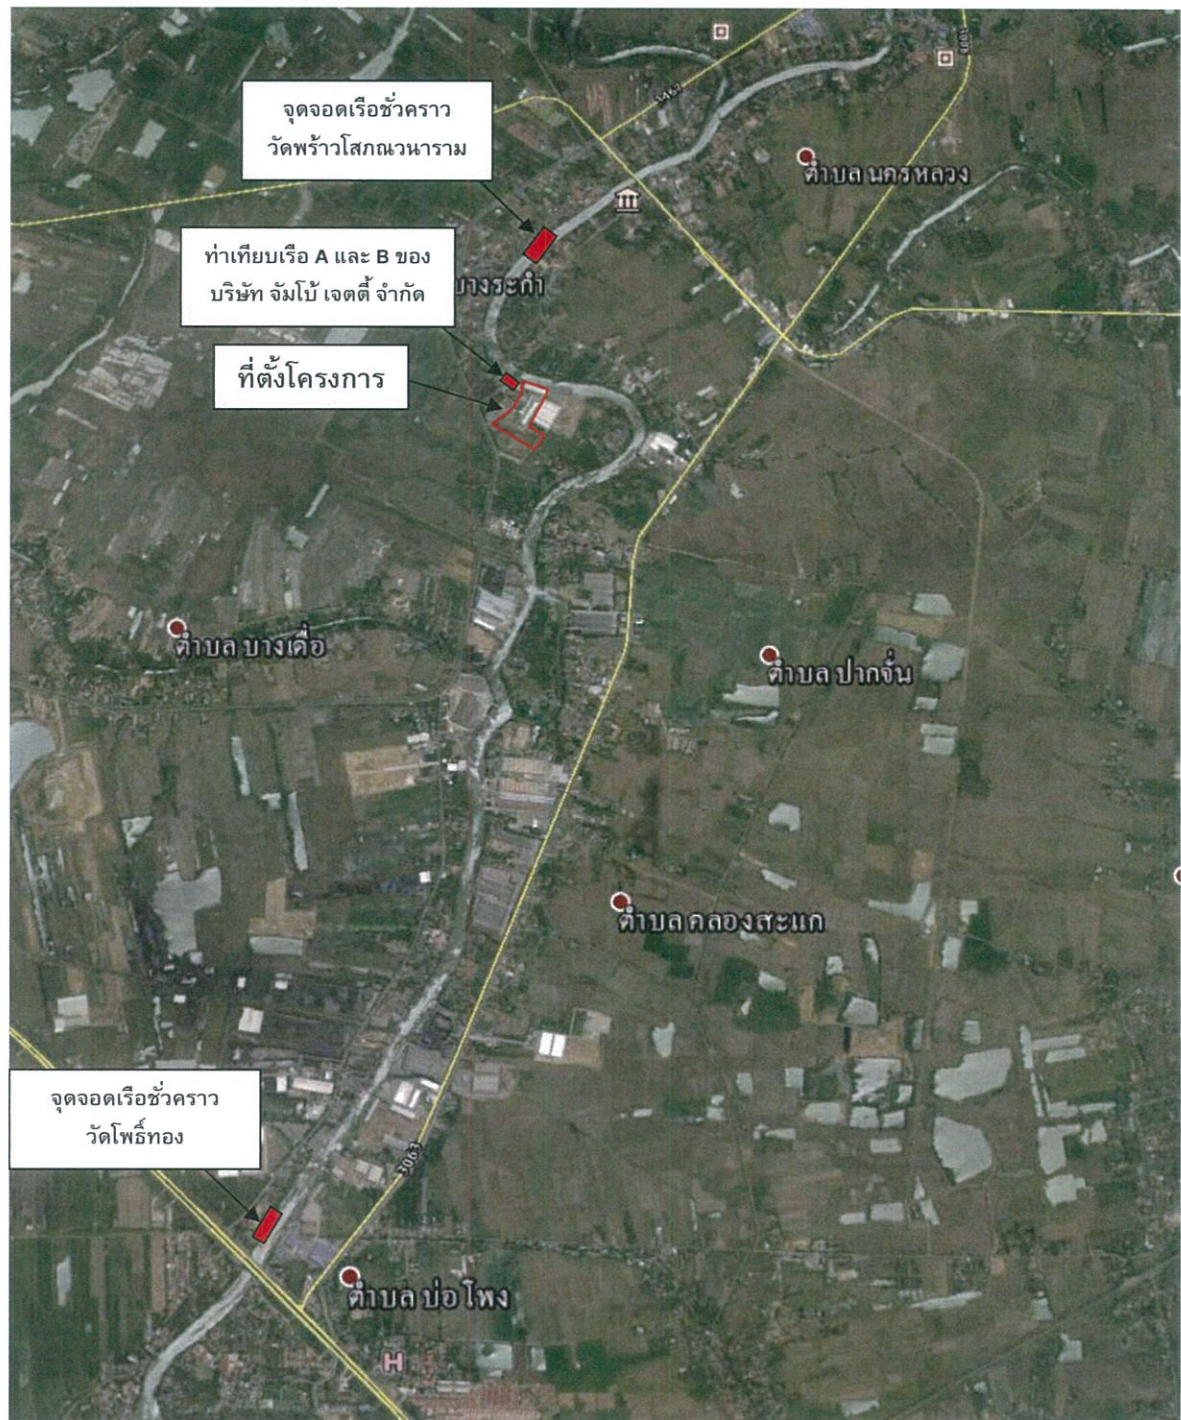 1008
3467
จุดจอดเรือชั่วคราว
วัดพร้าวโสภณวนาราม
ตำบล นครหลวง
ท่าเทียบเรือ A และ B ของ
บริษัท จัมโบ้ เจตตี้ จำกัด
บางระกำ
ที่ตั้งโครงการ
ตำบล บางเดื่อ
ตำบล ปากจั่น
ตำบล คลองสะแก
จุดจอดเรือชั่วคราว
วัดโพธิ์ทอง
3063
ตำบล บ่อ โพง
H